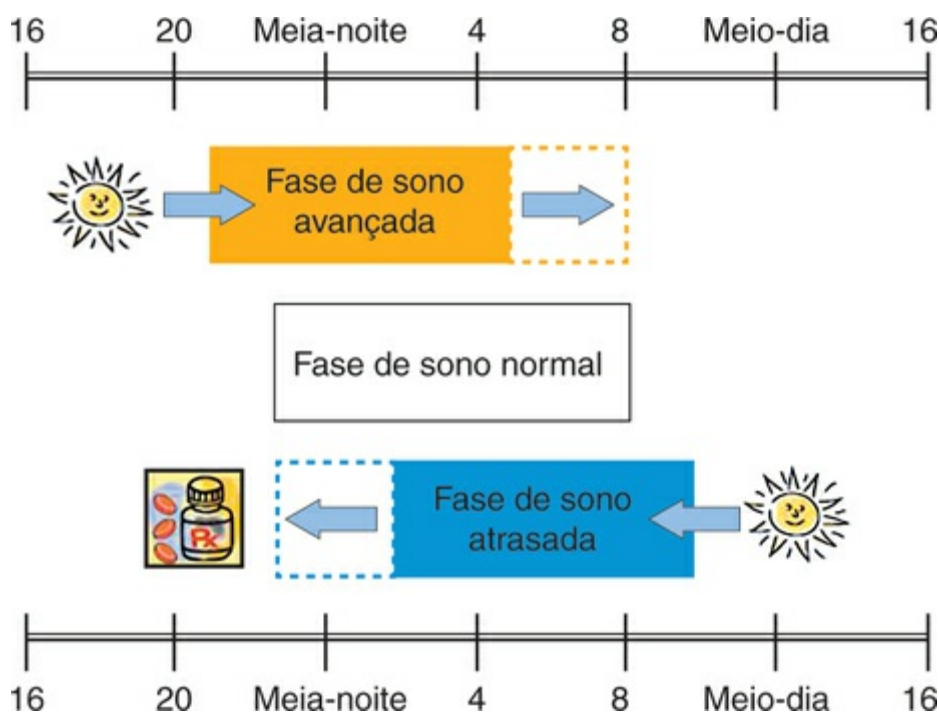 16 20 Meia-noite 4 8 Meio-dia 16
Fase de sono
avançada
Fase de sono normal
Fase de sono
atrasada
Rx
16 20 Meia-noite 4 8 Meio-dia 16